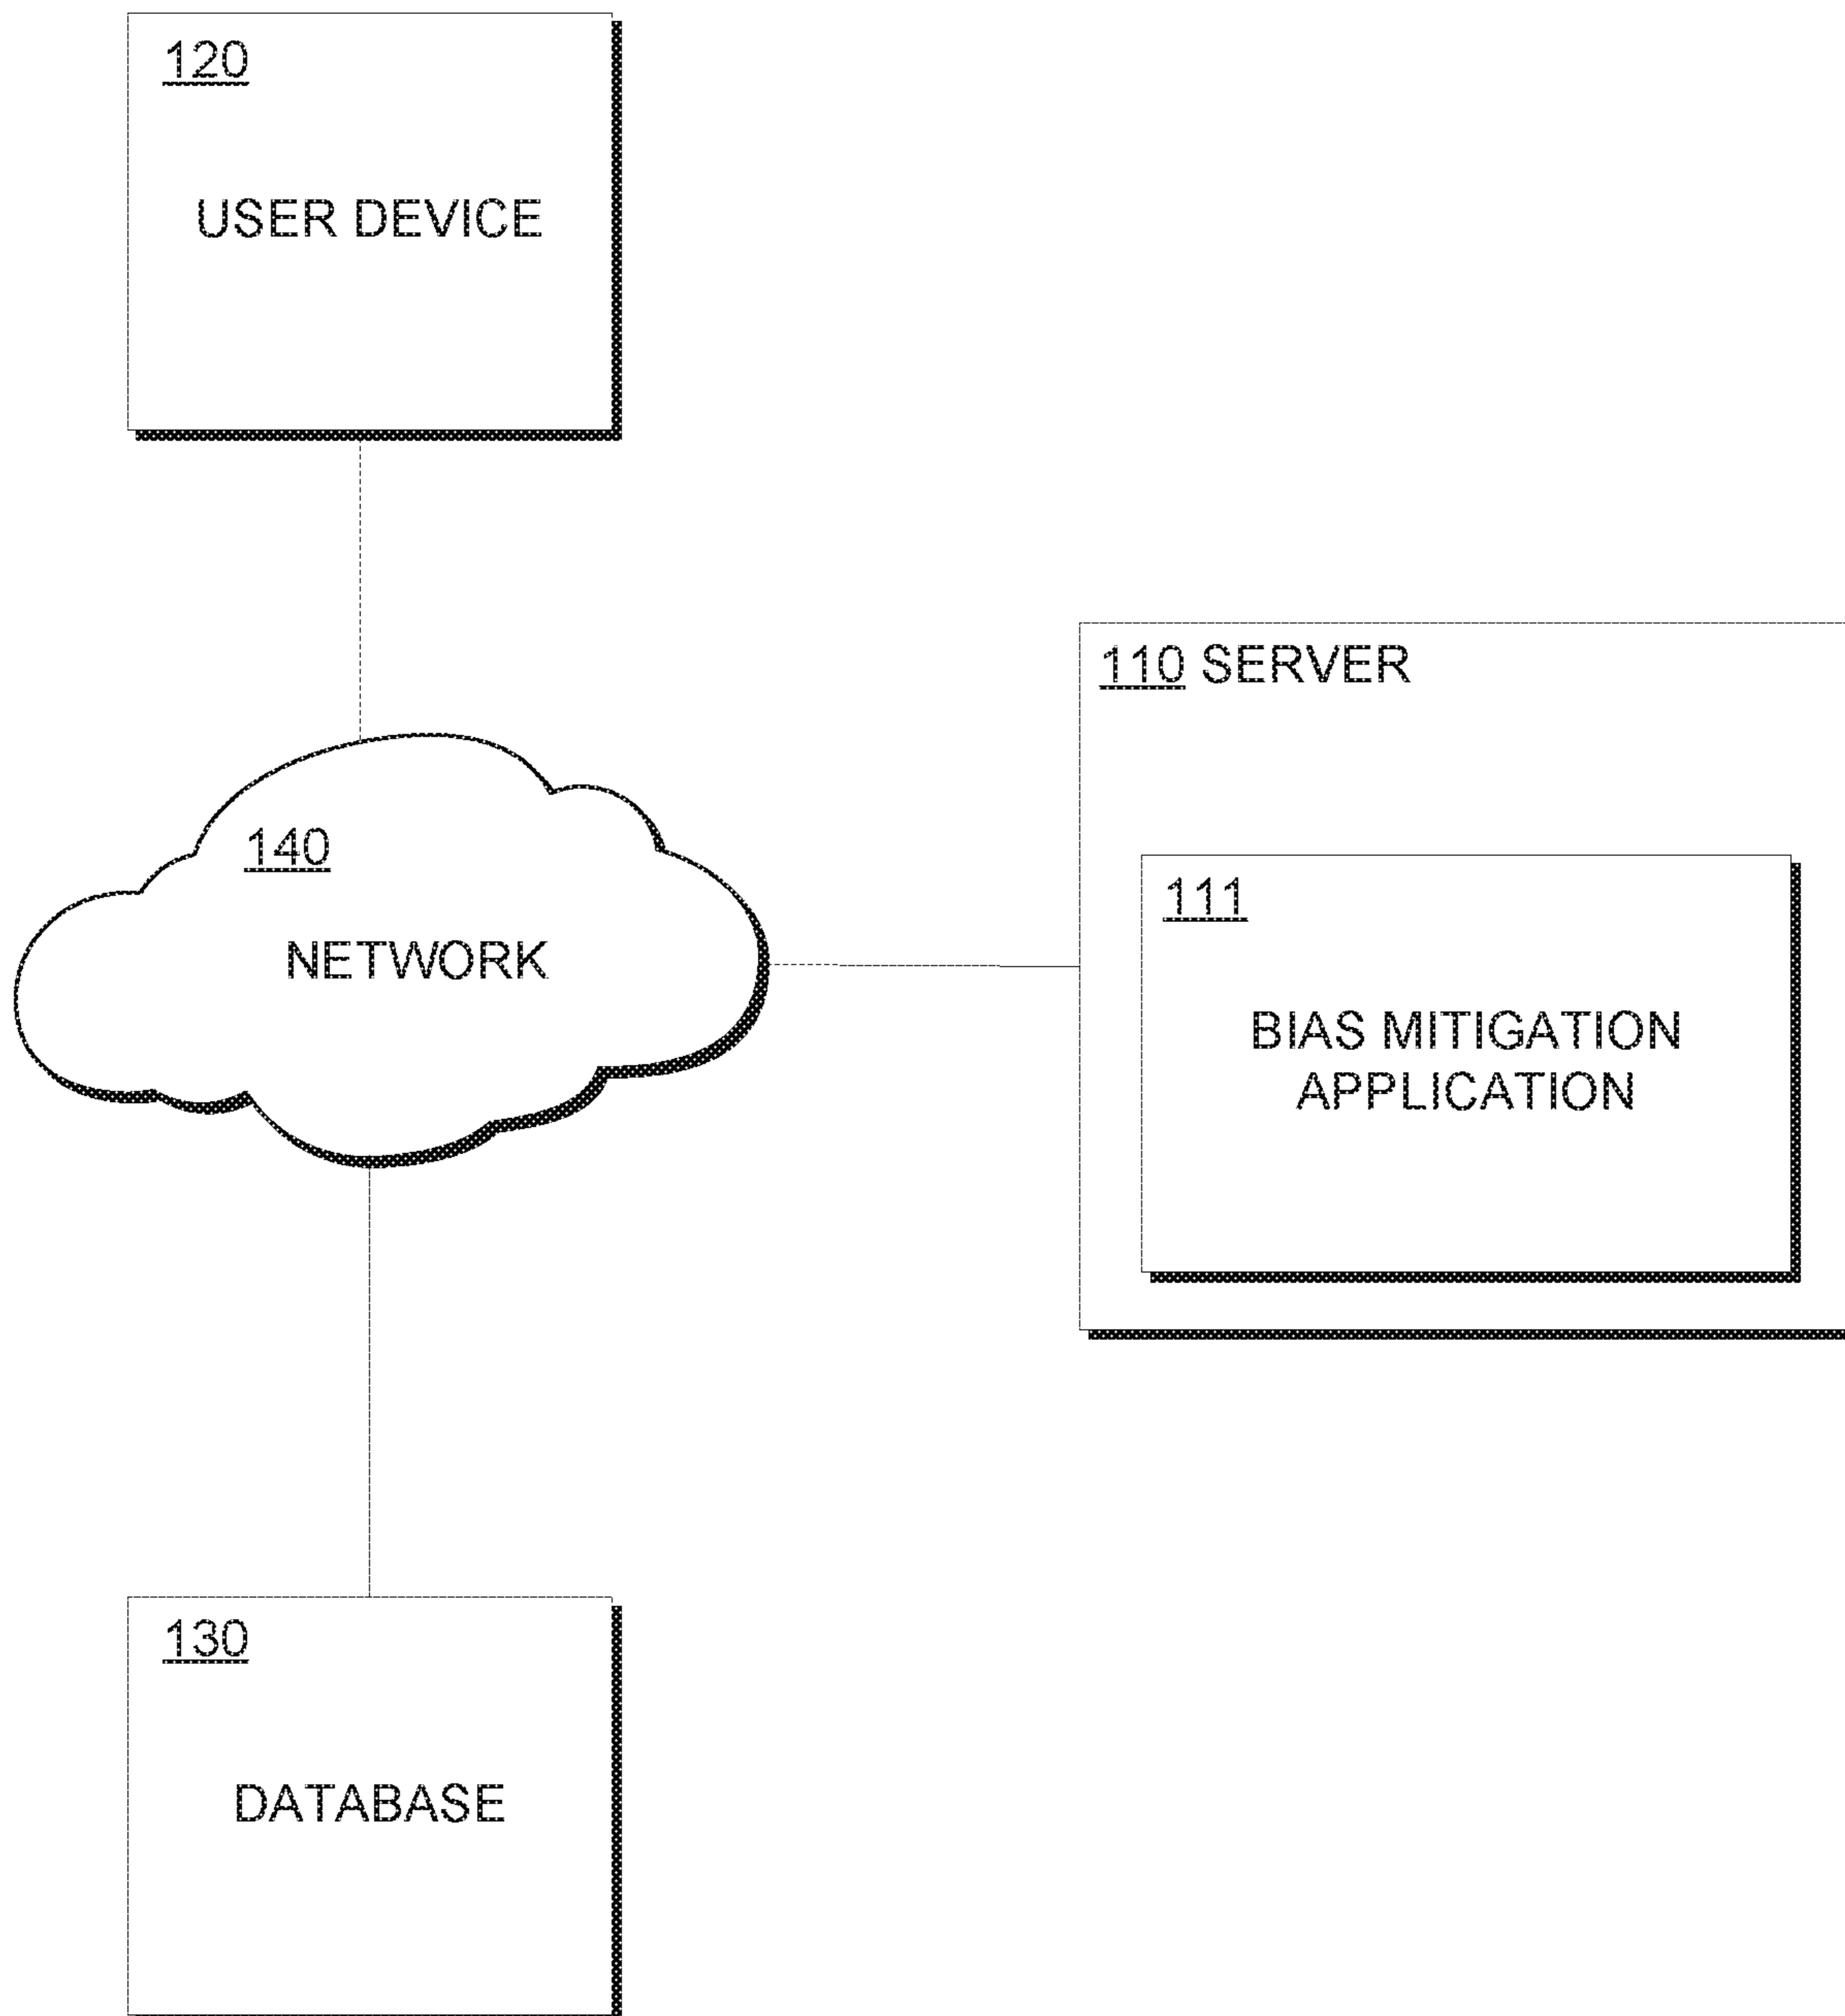 120
USER DEVICE
110 SERVER
140
NETWORK
111
BIAS MITIGATION
APPLICATION
130
DATABASE